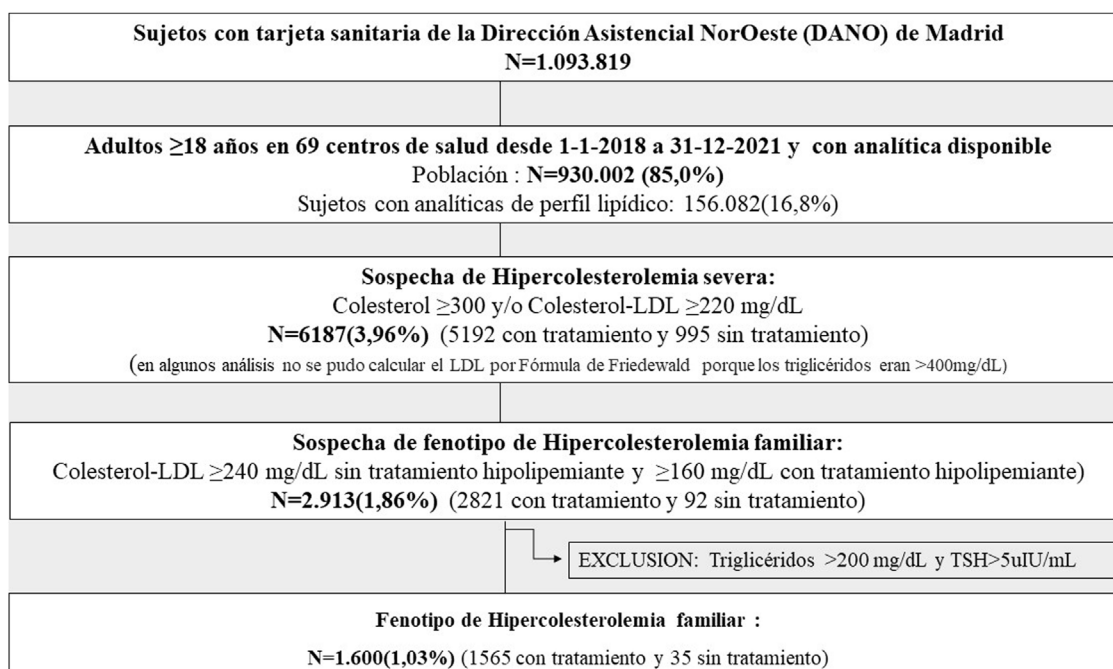 Sujetos con tarjeta sanitaria de la Dirección Asistencial NorOeste (DANO) de Madrid
N=1.093.819
Adultos ≥18 años en 69 centros de salud desde 1-1-2018 a 31-12-2021 y con analítica disponible
Población : N=930.002 (85,0%)
Sujetos con analíticas de perfil lipídico: 156.082(16,8%)
Sospecha de Hipercolesterolemia severa:
Colesterol ≥300 y/o Colesterol-LDL ≥220 mg/dL
N=6187(3,96%) (5192 con tratamiento y 995 sin tratamiento)
(en algunos análisis no se pudo calcular el LDL por Fórmula de Friedewald porque los triglicéridos eran >400mg/dL)
Sospecha de fenotipo de Hipercolesterolemia familiar:
Colesterol-LDL ≥240 mg/dL sin tratamiento hipolipemiante y ≥160 mg/dL con tratamiento hipolipemiante)
N=2.913(1,86%) (2821 con tratamiento y 92 sin tratamiento)
EXCLUSION: Triglicéridos >200 mg/dL y TSH>5uIU/mL
Fenotipo de Hipercolesterolemia familiar :
N=1.600(1,03%) (1565 con tratamiento y 35 sin tratamiento)